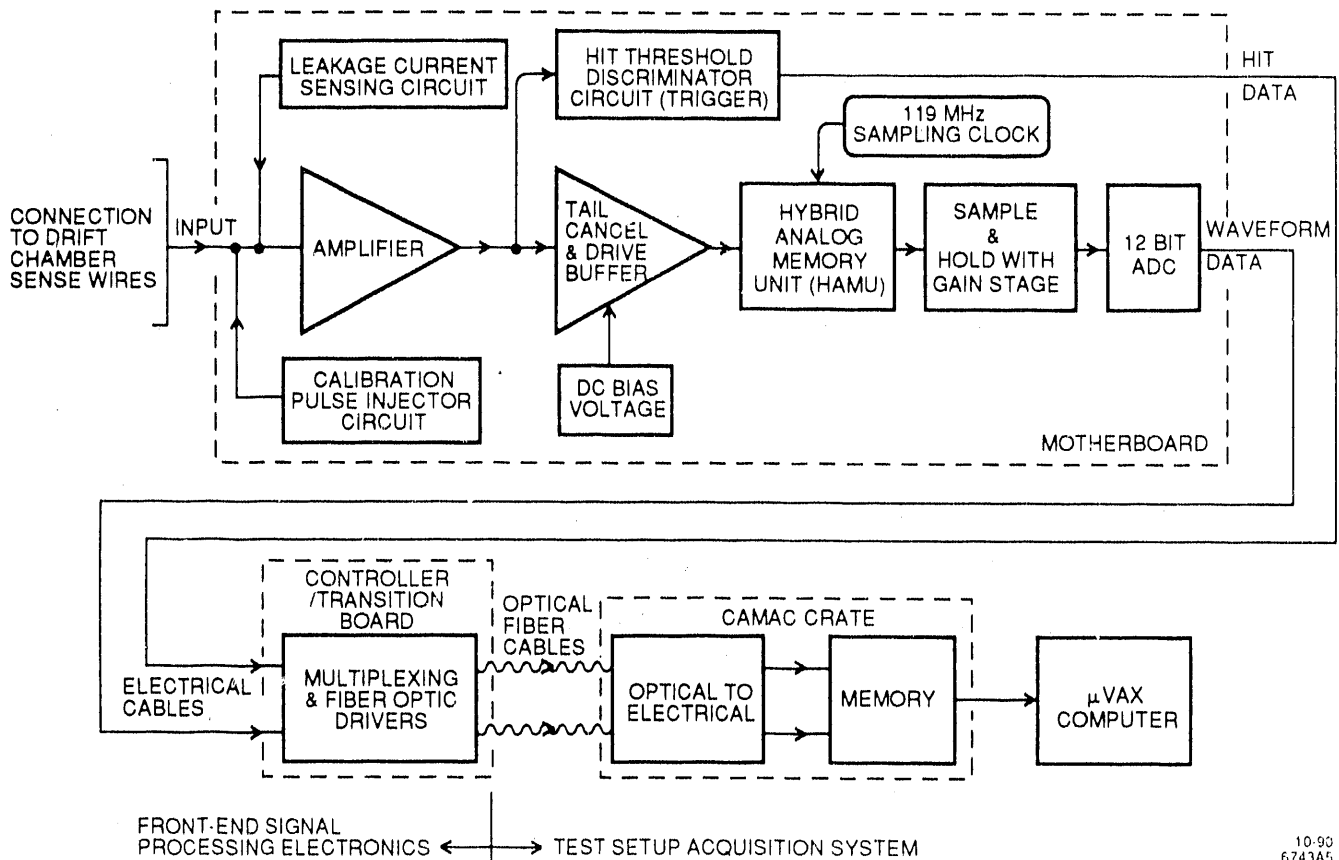 LEAKAGE CURRENT
SENSING CIRCUIT
HIT THRESHOLD
DISCRIMINATOR
CIRCUIT (TRIGGER)
HIT
DATA
119 MHz
SAMPLING CLOCK
CONNECTION
TO DRIFT
CHAMBER
SENSE WIRES
INPUT
AMPLIFIER
TAIL
CANCEL
& DRIVE
BUFFER
HYBRID
ANALOG
MEMORY
UNIT (HAMU)
SAMPLE
&
HOLD WITH
GAIN STAGE
12 BIT
ADC
WAVEFORM
DATA
CALIBRATION
PULSE INJECTOR
CIRCUIT
DC BIAS
VOLTAGE
MOTHERBOARD
CONTROLLER
/TRANSITION
BOARD
OPTICAL
FIBER
CABLES
CAMAC CRATE
ELECTRICAL
CABLES
MULTIPLEXING
& FIBER OPTIC
DRIVERS
OPTICAL TO
ELECTRICAL
MEMORY
μVAX
COMPUTER
FRONT-END SIGNAL
PROCESSING ELECTRONICS
TEST SETUP ACQUISITION SYSTEM
10-90
6743A5